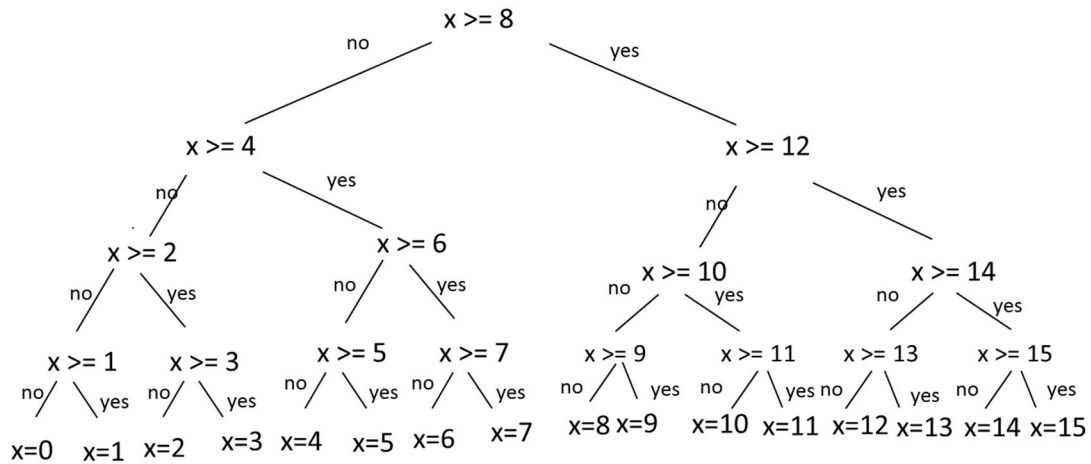 x >= 8
no
yes
x >= 4
x >= 12
no
yes
no
yes
x >= 2
x >= 6
x >= 10
x >= 14
no
yes
no
yes
no
yes
no
yes
x >= 1
x >= 3
x >= 5
x >= 7
x >= 9
x >= 11
x >= 13
x >= 15
no
yes
no
yes
no
yes
no
yes
no
yes
no
yes
no
yes
no
yes
x=0
x=1
x=2
x=3
x=4
x=5
x=6
x=7
x=8
x=9
x=10
x=11
x=12
x=13
x=14
x=15